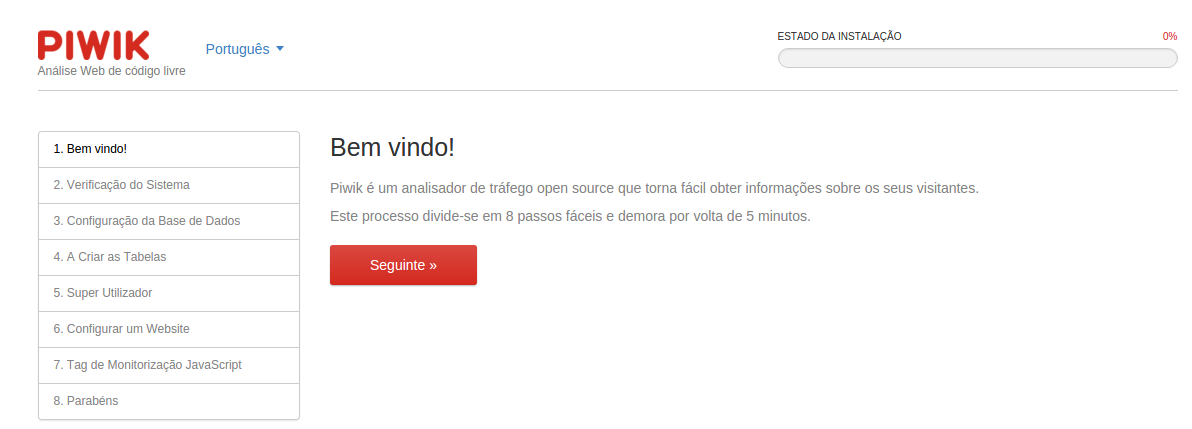 PIWIK
Análise Web de código livre
Português
ESTADO DA INSTALAÇÃO
0%
1. Bem vindo!
2. Verificação do Sistema
3. Configuração da Base de Dados
4. A Criar as Tabelas
5. Super Utilizador
6. Configurar um Website
7. Tag de Monitorização JavaScript
8. Parabéns
Bem vindo!
Piwik é um analisador de tráfego open source que torna fácil obter informações sobre os seus visitantes.
Este processo divide-se em 8 passos fáceis e demora por volta de 5 minutos.
Seguinte »